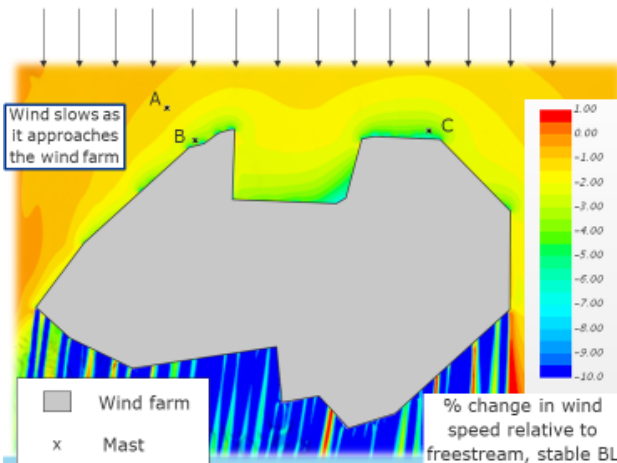 A
Wind slows as
it approaches
the wind farm
B
C
1.00
0.00
-1.00
-2.00
-3.00
-4.00
-5.00
-6.00
-7.00
-8.00
-9.00
-10.0
Wind farm
x Mast
% change in wind
speed relative to
freestream, stable BL